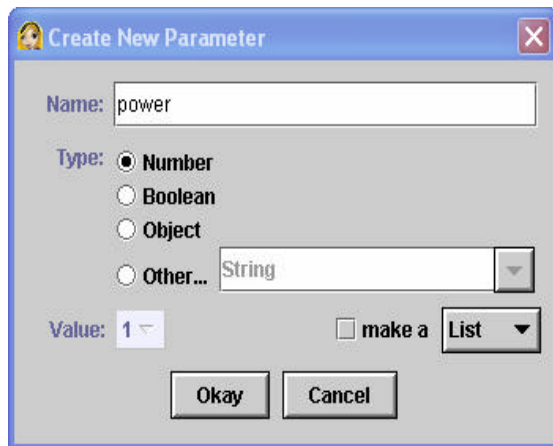 Create New Parameter
Name: power
Type: Number
Boolean
Object
Other... String
Value: 1 make a List
Okay Cancel